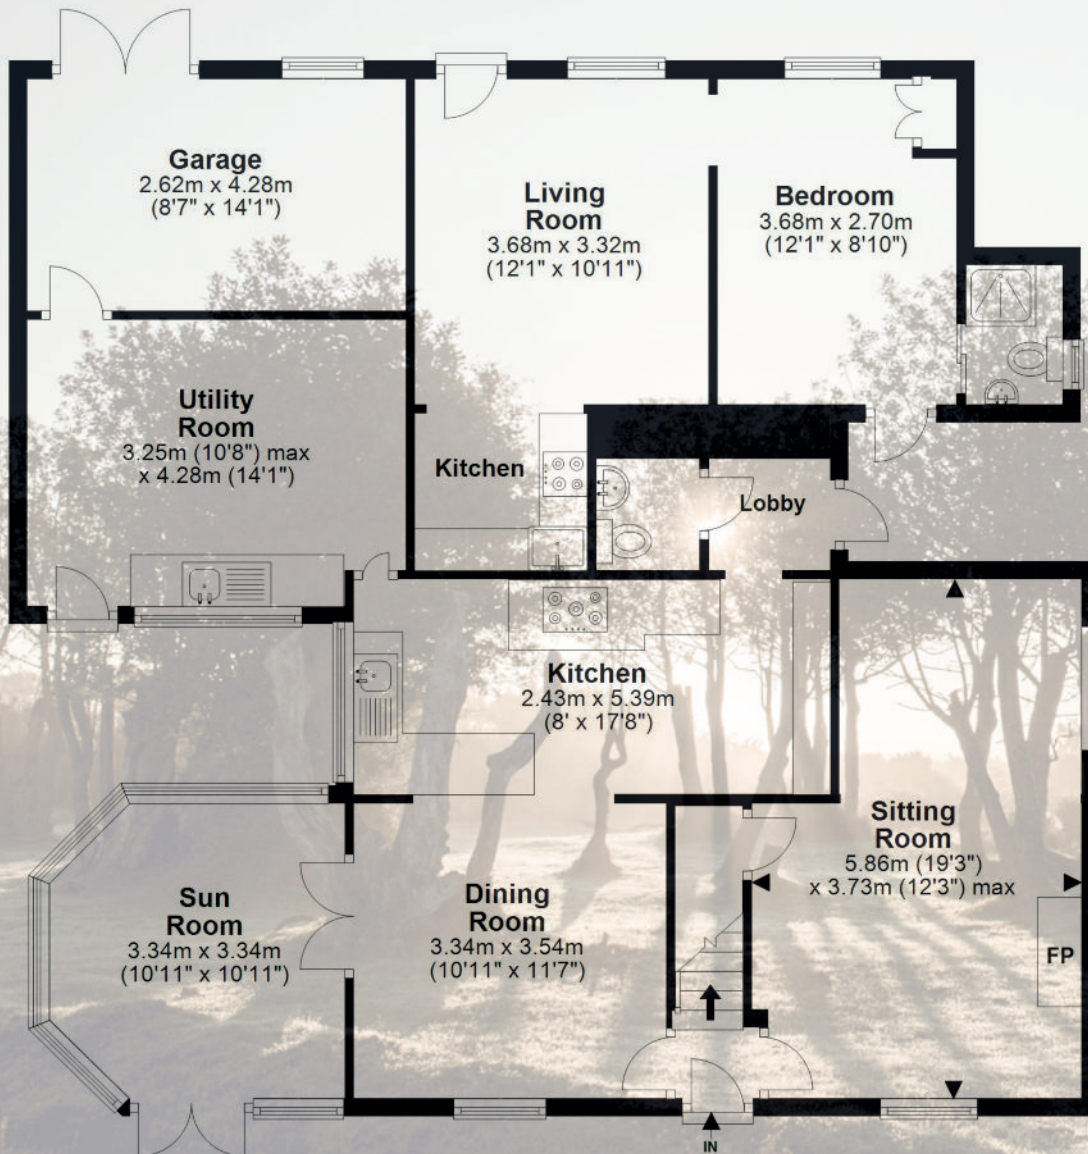 Garage
2.62m x 4.28m
(8'7" x 14'1")
Living
Room
3.68m x 3.32m
(12'1" x 10'11")
Bedroom
3.68m x 2.70m
(12'1" x 8'10")
Utility
Room
3.25m (10'8") max
x 4.28m (14'1")
Kitchen
Lobby
Kitchen
2.43m x 5.39m
(8' x 17'8")
Sitting
Room
5.86m (19'3")
x 3.73m (12'3") max
Sun
Room
3.34m x 3.34m
(10'11" x 10'11")
Dining
Room
3.34m x 3.54m
(10'11" x 11'7")
FP
IN